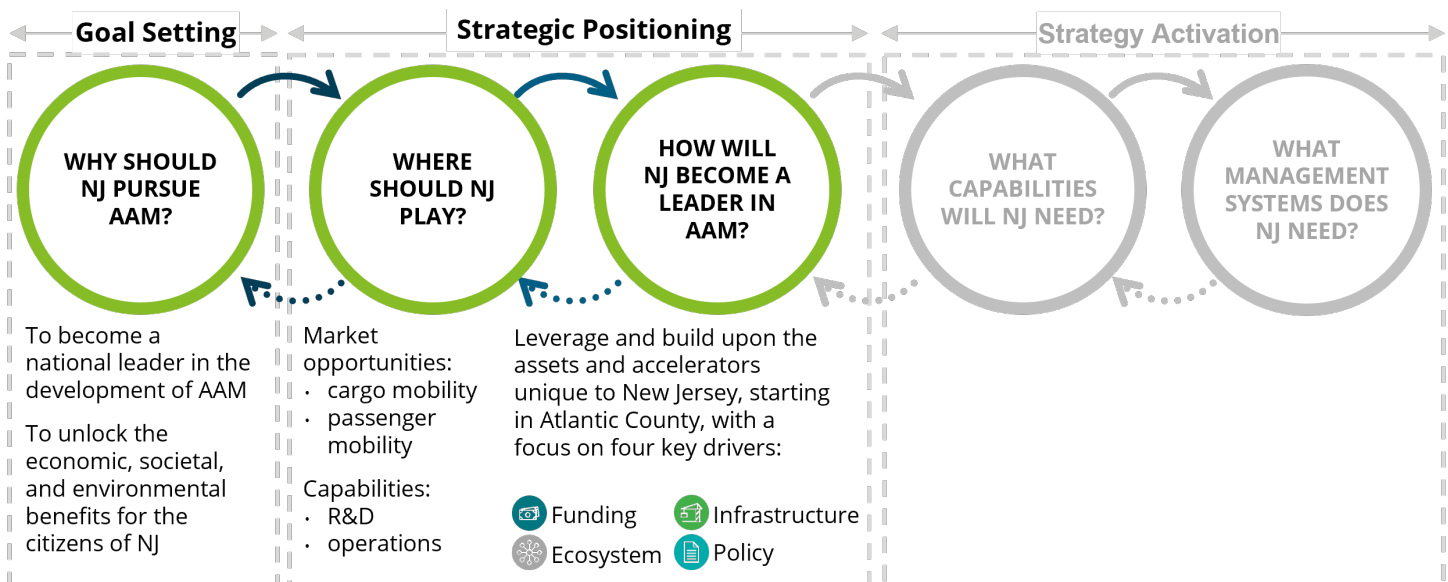 Goal Setting
Strategic Positioning
Strategy Activation
WHY SHOULD
NJ PURSUE
AAM?
WHERE
SHOULD NJ
PLAY?
HOW WILL
NJ BECOME A
LEADER IN
AAM?
WHAT
CAPABILITIES
WILL NJ NEED?
WHAT
MANAGEMENT
SYSTEMS DOES
NJ NEED?
To become a
national leader in the
development of AAM
To unlock the
economic, societal,
and environmental
benefits for the
citizens of NJ
Market
opportunities:
• cargo mobility
• passenger
mobility
Capabilities:
• R&D
• operations
Leverage and build upon the
assets and accelerators
unique to New Jersey, starting
in Atlantic County, with a
focus on four key drivers:
Funding
Infrastructure
Ecosystem
Policy